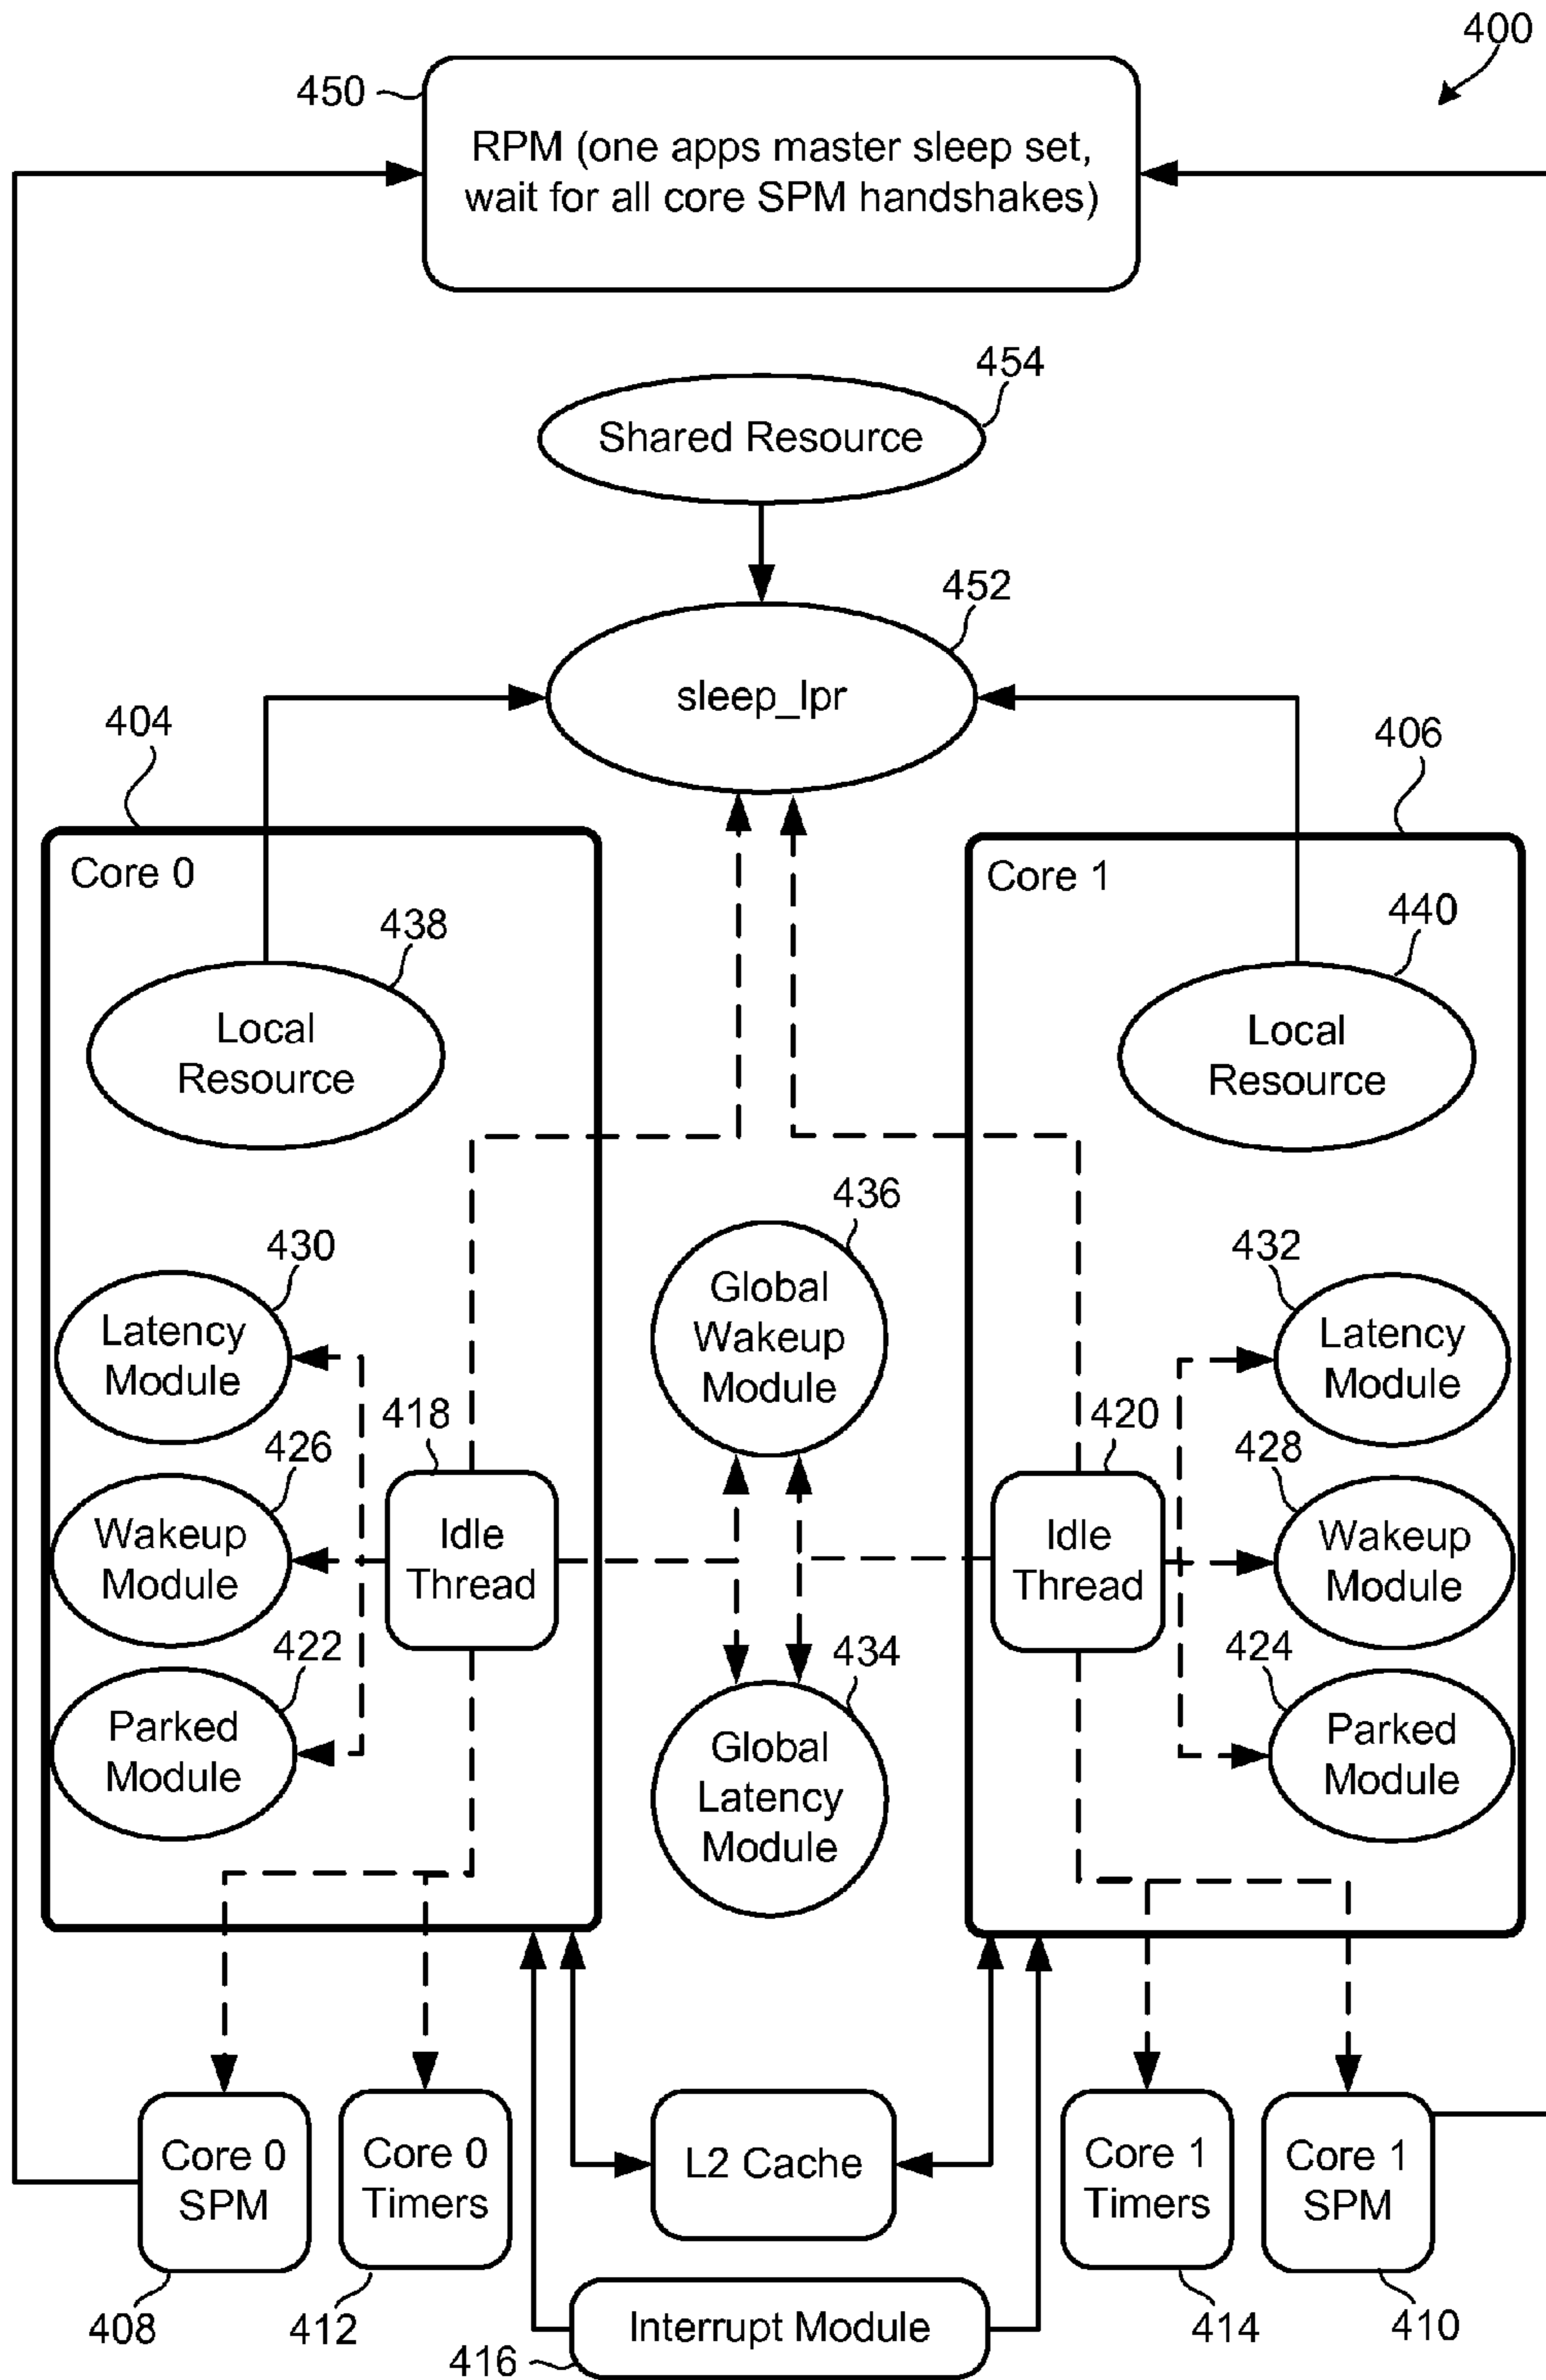 400
450
RPM (one apps master sleep set,
wait for all core SPM handshakes)
454
Shared Resource
452
sleep_lpr
404
406
Core 0
Core 1
438
440
Local
Resource
Local
Resource
436
Global
Wakeup
Module
430
Latency
Module
432
Latency
Module
418
420
426
Wakeup
Module
Idle
Thread
Idle
Thread
428
Wakeup
Module
422
Parked
Module
434
Global
Latency
Module
424
Parked
Module
Core 0
SPM
Core 0
Timers
L2 Cache
Core 1
Timers
Core 1
SPM
408
412
Interrupt Module
416
414
410